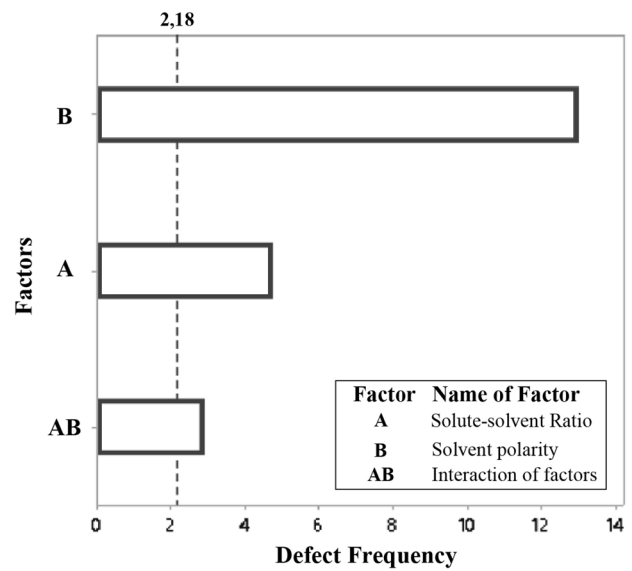 2,18
B
A
AB
Factors
Factor Name of Factor
A Solute-solvent Ratio
B Solvent polarity
AB Interaction of factors
0 2 4 6 8 10 12 14
Defect Frequency